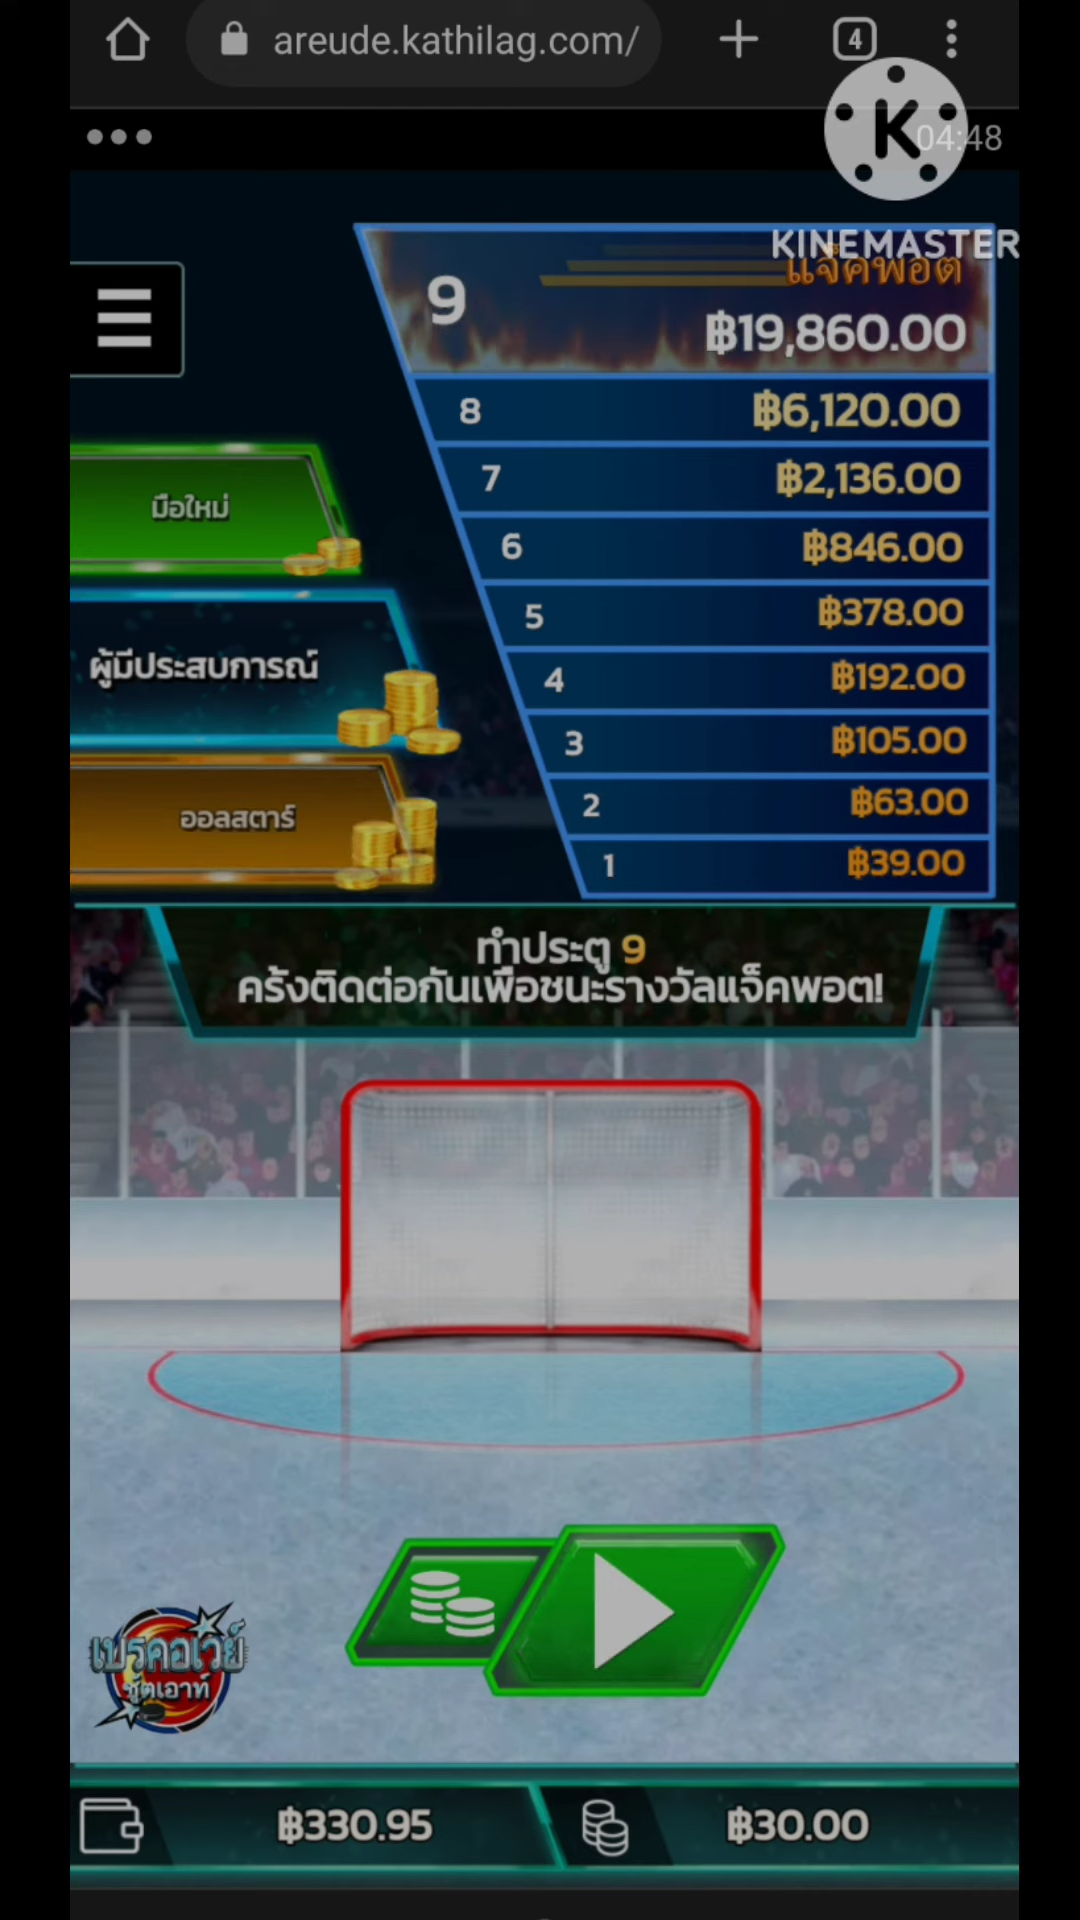 areude.kathilag.com/
4
04:48
K
KINEMASTER
9 แจ็คพอต
฿19,860.00
8 ฿6,120.00
7 ฿2,136.00
6 ฿846.00
5 ฿378.00
4 ฿192.00
3 ฿105.00
2 ฿63.00
1 ฿39.00
มือใหม่
ผู้มีประสบการณ์
ออลสตาร์
ทำประตู 9
ครั้งติดต่อกันเพื่อชนะรางวัลแจ็คพอต!
เบรคอเวย์
ชู้ตเอาท์
฿330.95
฿30.00